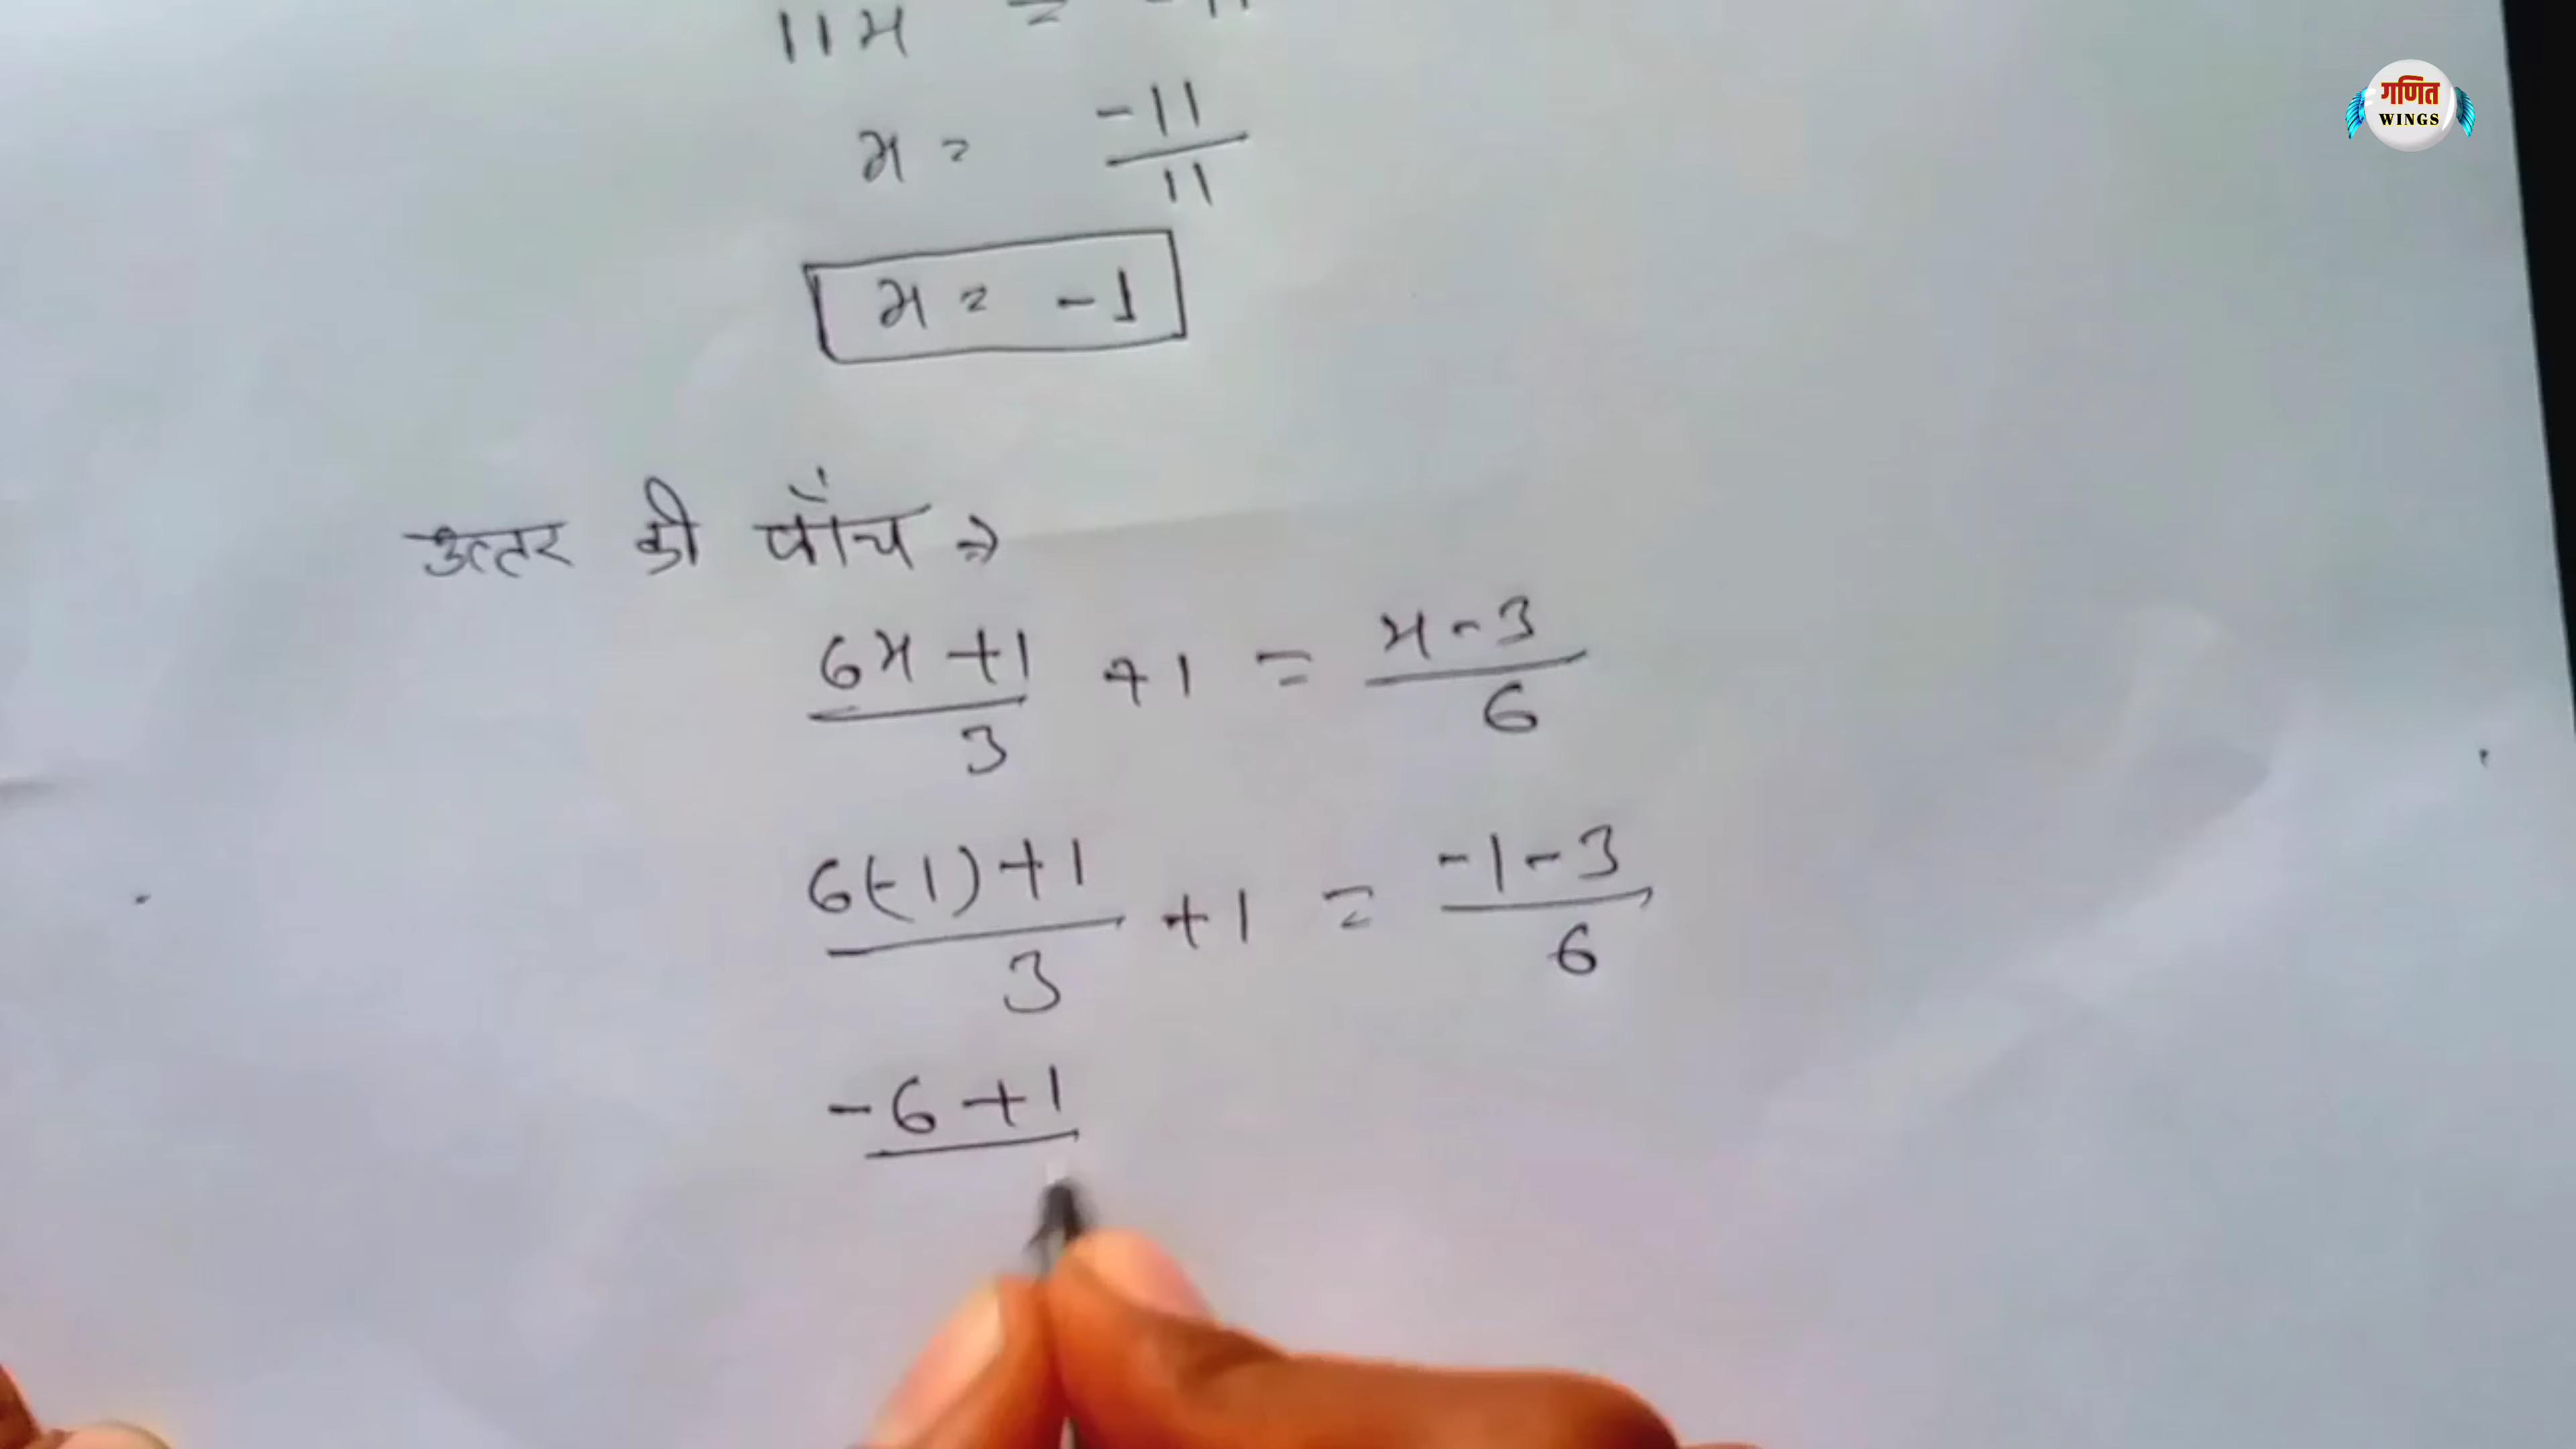 11x =
x = -11/11
x = -1
गणित
WINGS
उत्तर की जाँच ⇒
6x+1/3 +1 = x-3/6
6(-1)+1/3 +1 = -1-3/6
-6+1